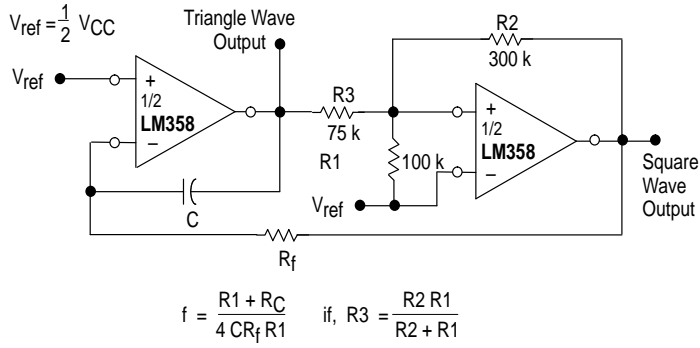 Vref = 1/2 VCC
Triangle Wave
Output
R2
300 k
Vref
+
1/2
LM358
−
R3
75 k
+
1/2
LM358
−
R1
100 k
C
Vref
Square
Wave
Output
Rf
f = R1 + RC / 4 CRf R1 if, R3 = R2 R1 / R2 + R1